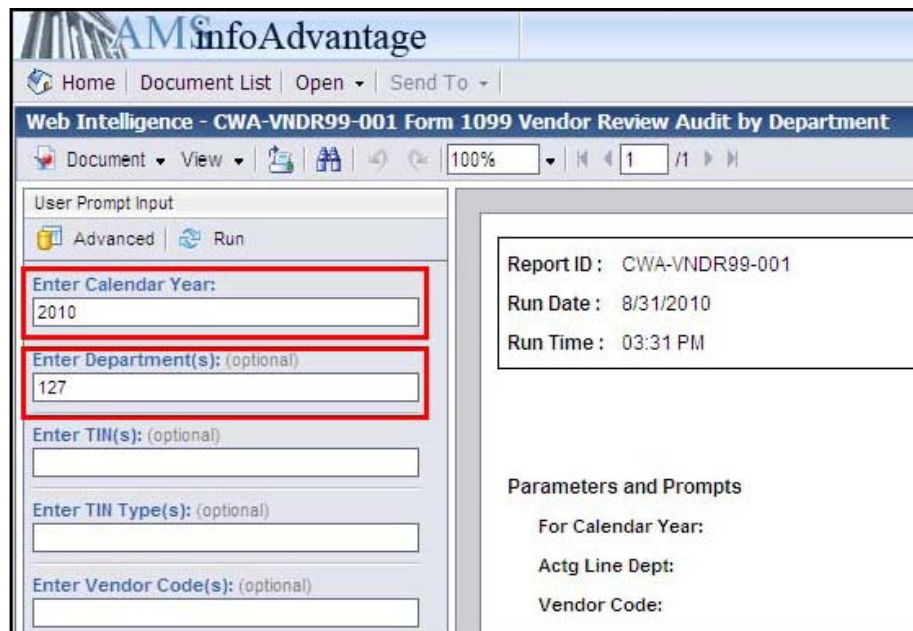 AMS infoAdvantage
Home Document List Open Send To
Web Intelligence - CWA-VNDR99-001 Form 1099 Vendor Review Audit by Department
Document View 100% 1 /1
User Prompt Input
Advanced Run
Enter Calendar Year:
2010
Enter Department(s): (optional)
127
Enter TIN(s): (optional)
Enter TIN Type(s): (optional)
Enter Vendor Code(s): (optional)
Report ID : CWA-VNDR99-001
Run Date : 8/31/2010
Run Time : 03:31 PM
Parameters and Prompts
For Calendar Year:
Actg Line Dept:
Vendor Code: